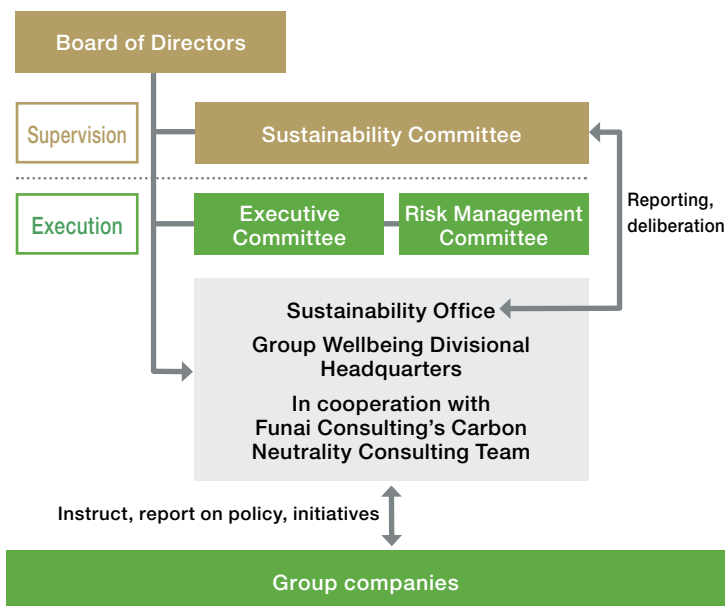 Board of Directors
Supervision
Sustainability Committee
Reporting,
deliberation
Execution
Executive
Committee
Risk Management
Committee
Sustainability Office
Group Wellbeing Divisional
Headquarters
In cooperation with
Funai Consulting's Carbon
Neutrality Consulting Team
Instruct, report on policy, initiatives
Group companies